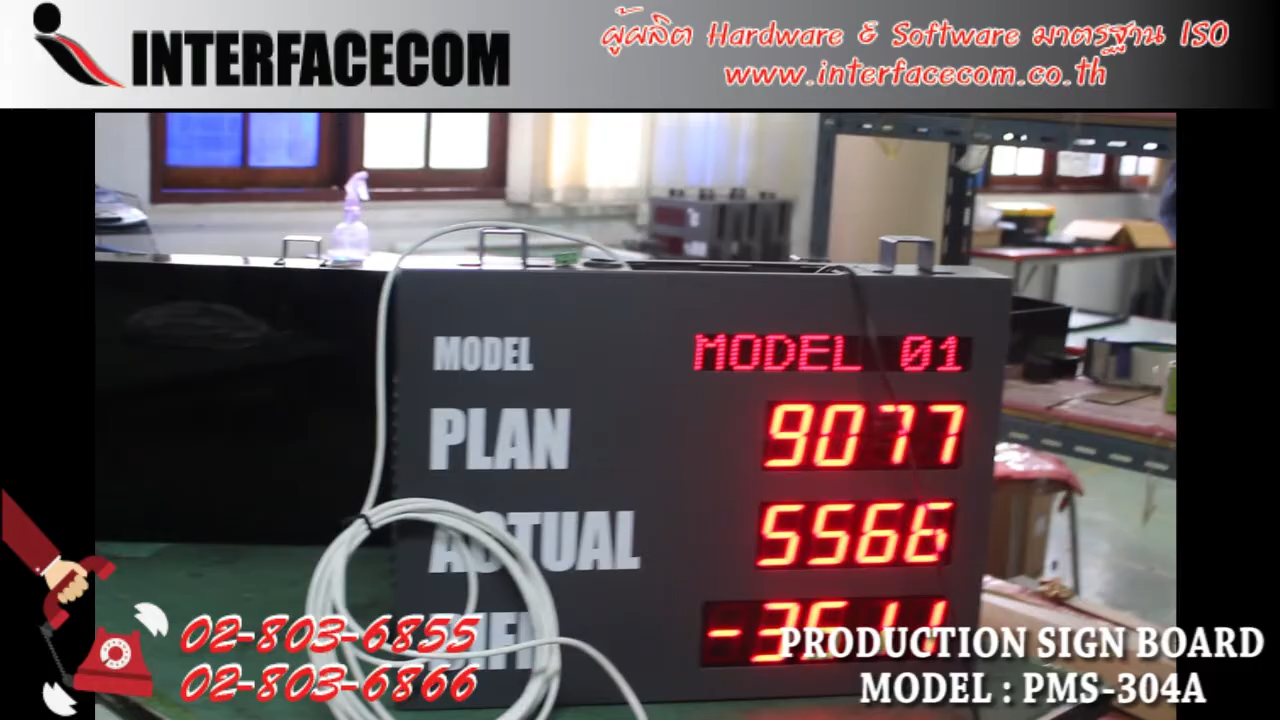 INTERFACECOM
ผู้ผลิต Hardware & Software มาตรฐาน ISO
www.interfacecom.co.th
MODEL MODEL 01
PLAN 9077
ACTUAL 5566
02-803-6855
02-803-6866
PRODUCTION SIGN BOARD
MODEL : PMS-304A